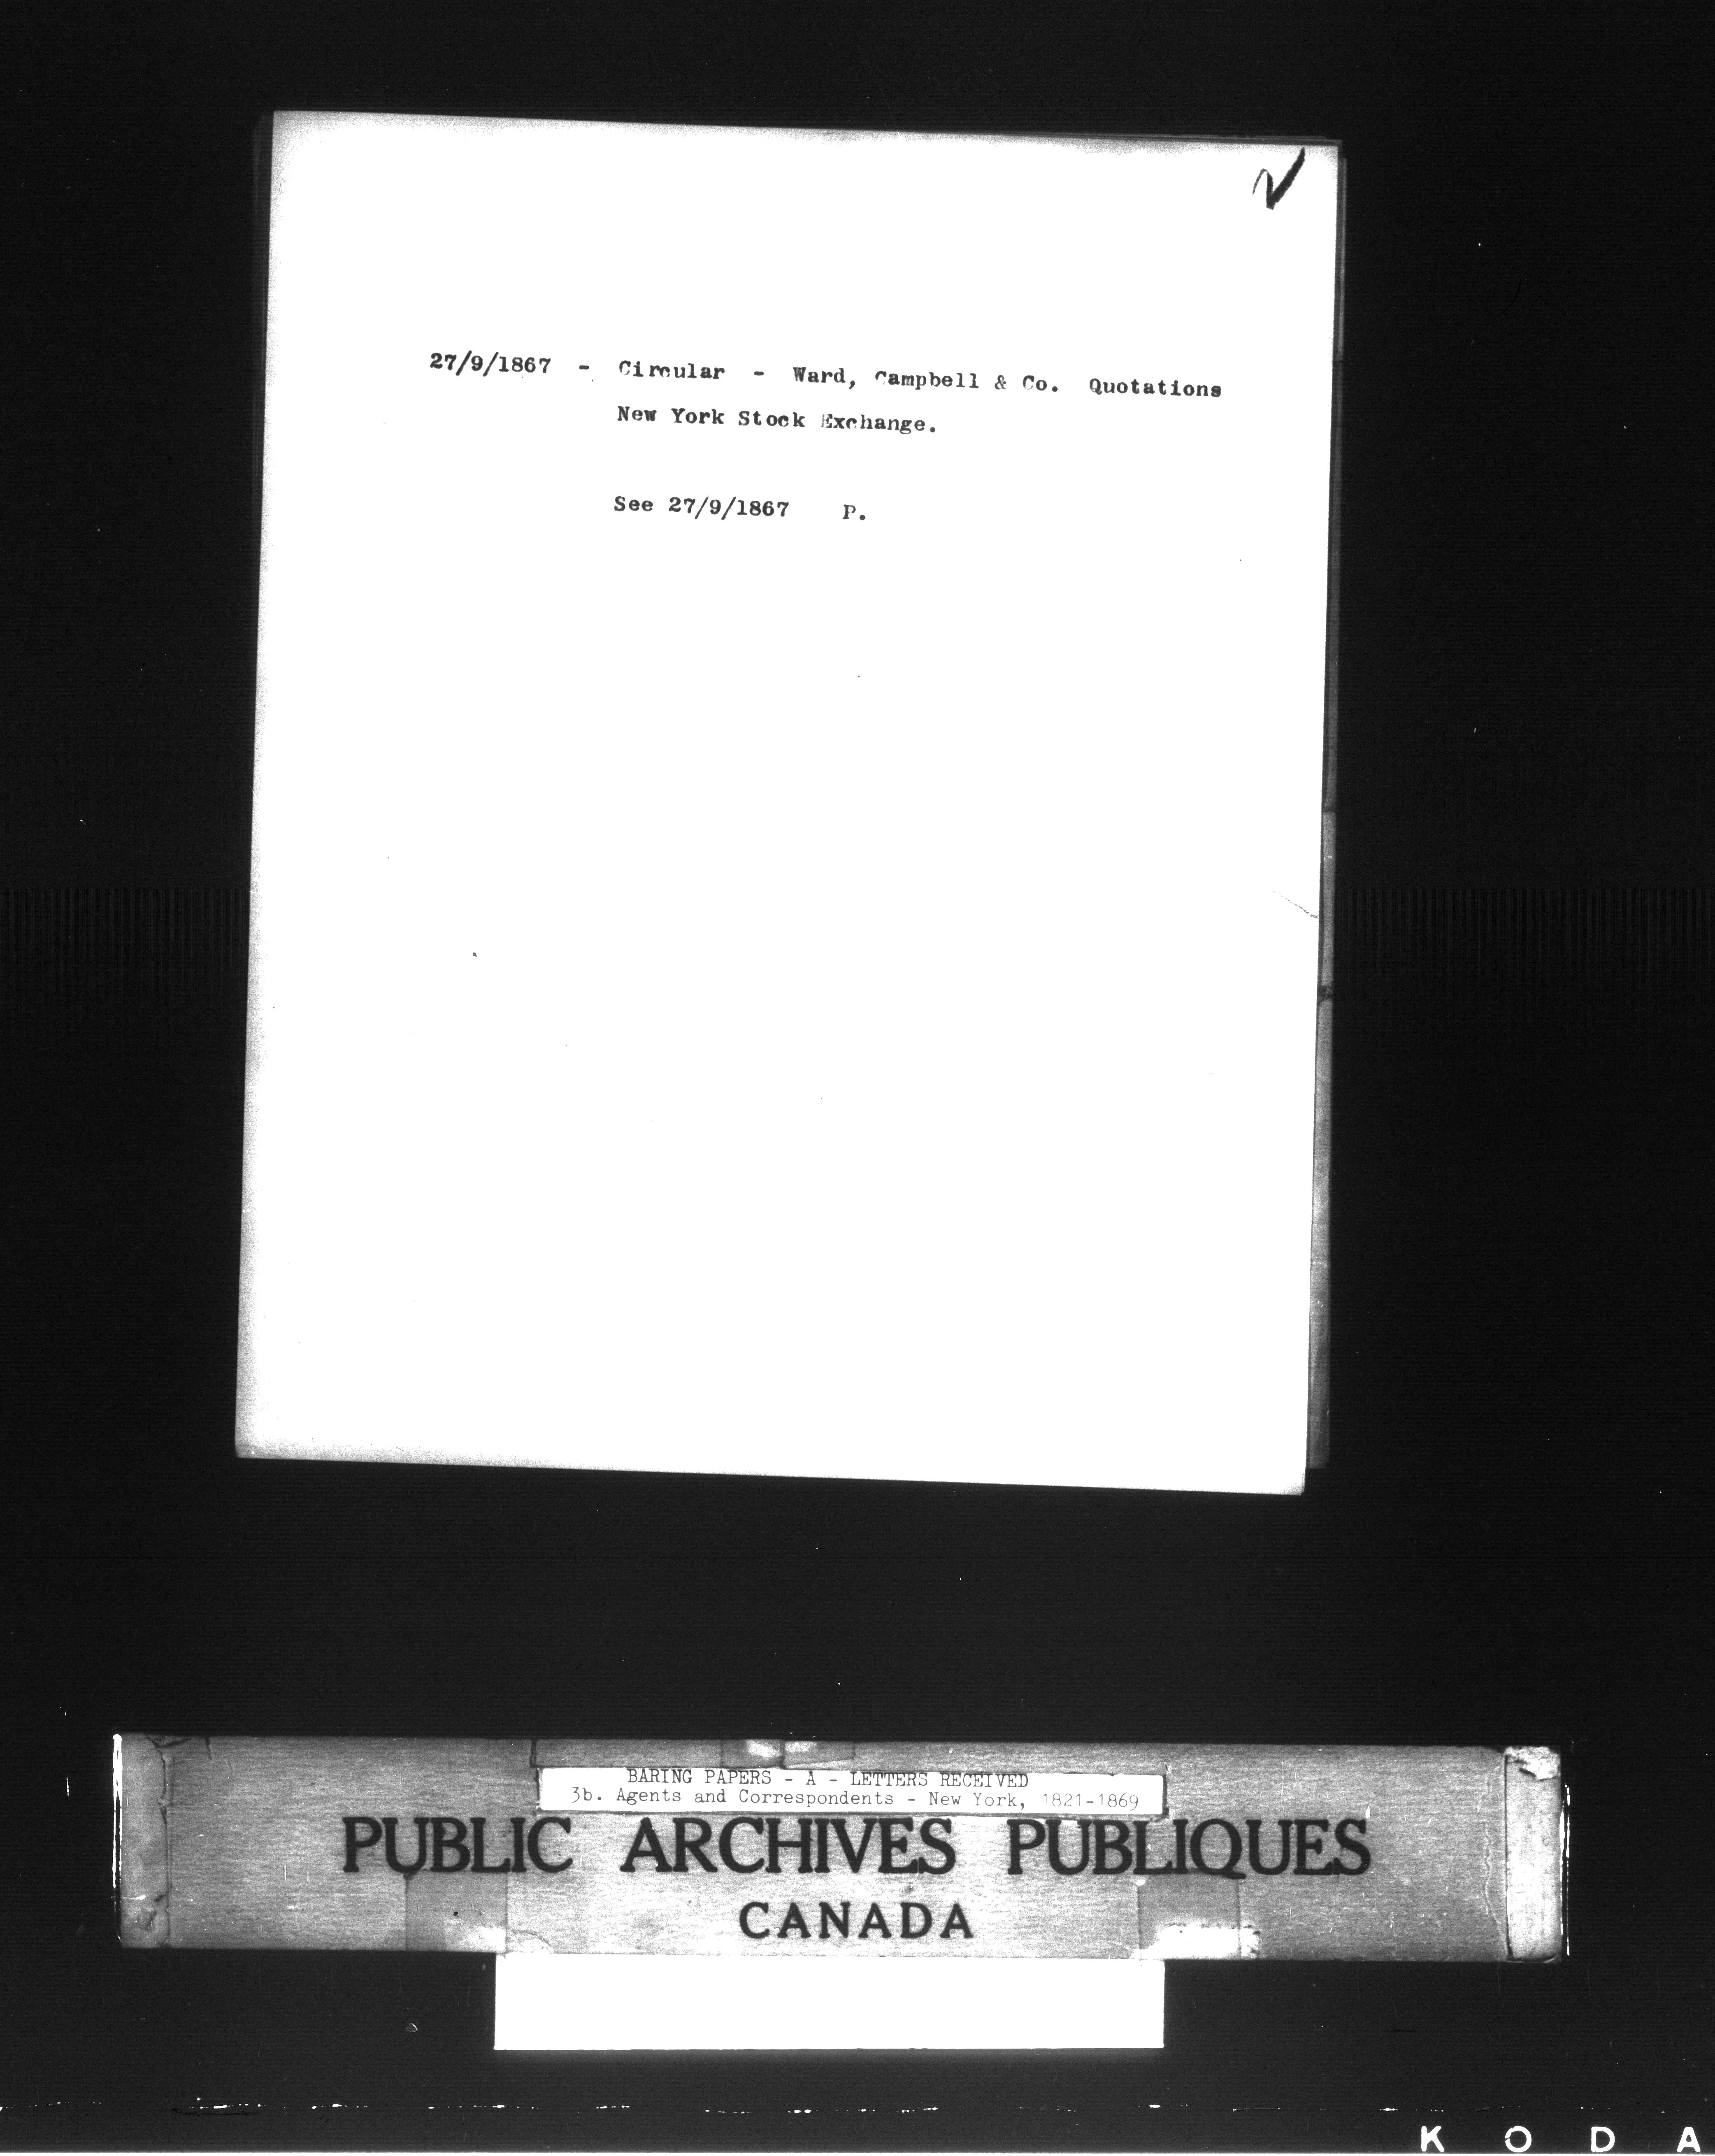 27/9/1867 - Circular - Ward, Campbell & Co. Quotations
New York Stock Exchange.
See 27/9/1867 P.
BARING PAPERS - A - LETTERS RECEIVED
3b. Agents and Correspondents - New York, 1821-1869
PUBLIC ARCHIVES PUBLIQUES
CANADA
K O D A